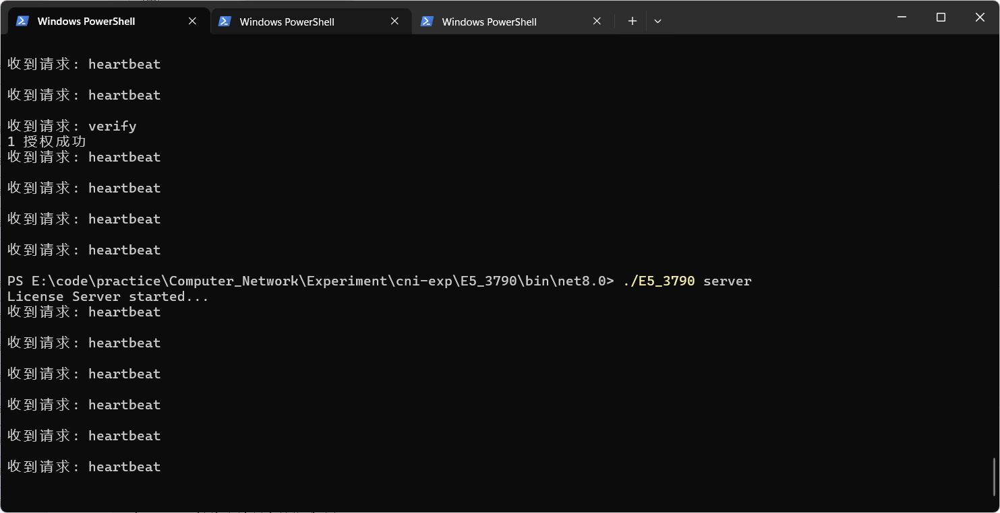 Windows PowerShell
Windows PowerShell
Windows PowerShell
收到请求: heartbeat
收到请求: heartbeat
收到请求: verify
1 授权成功
收到请求: heartbeat
收到请求: heartbeat
收到请求: heartbeat
收到请求: heartbeat
PS E:\code\practice\Computer_Network\Experiment\cni-exp\E5_3790\bin\net8.0> ./E5_3790 server
License Server started...
收到请求: heartbeat
收到请求: heartbeat
收到请求: heartbeat
收到请求: heartbeat
收到请求: heartbeat
收到请求: heartbeat